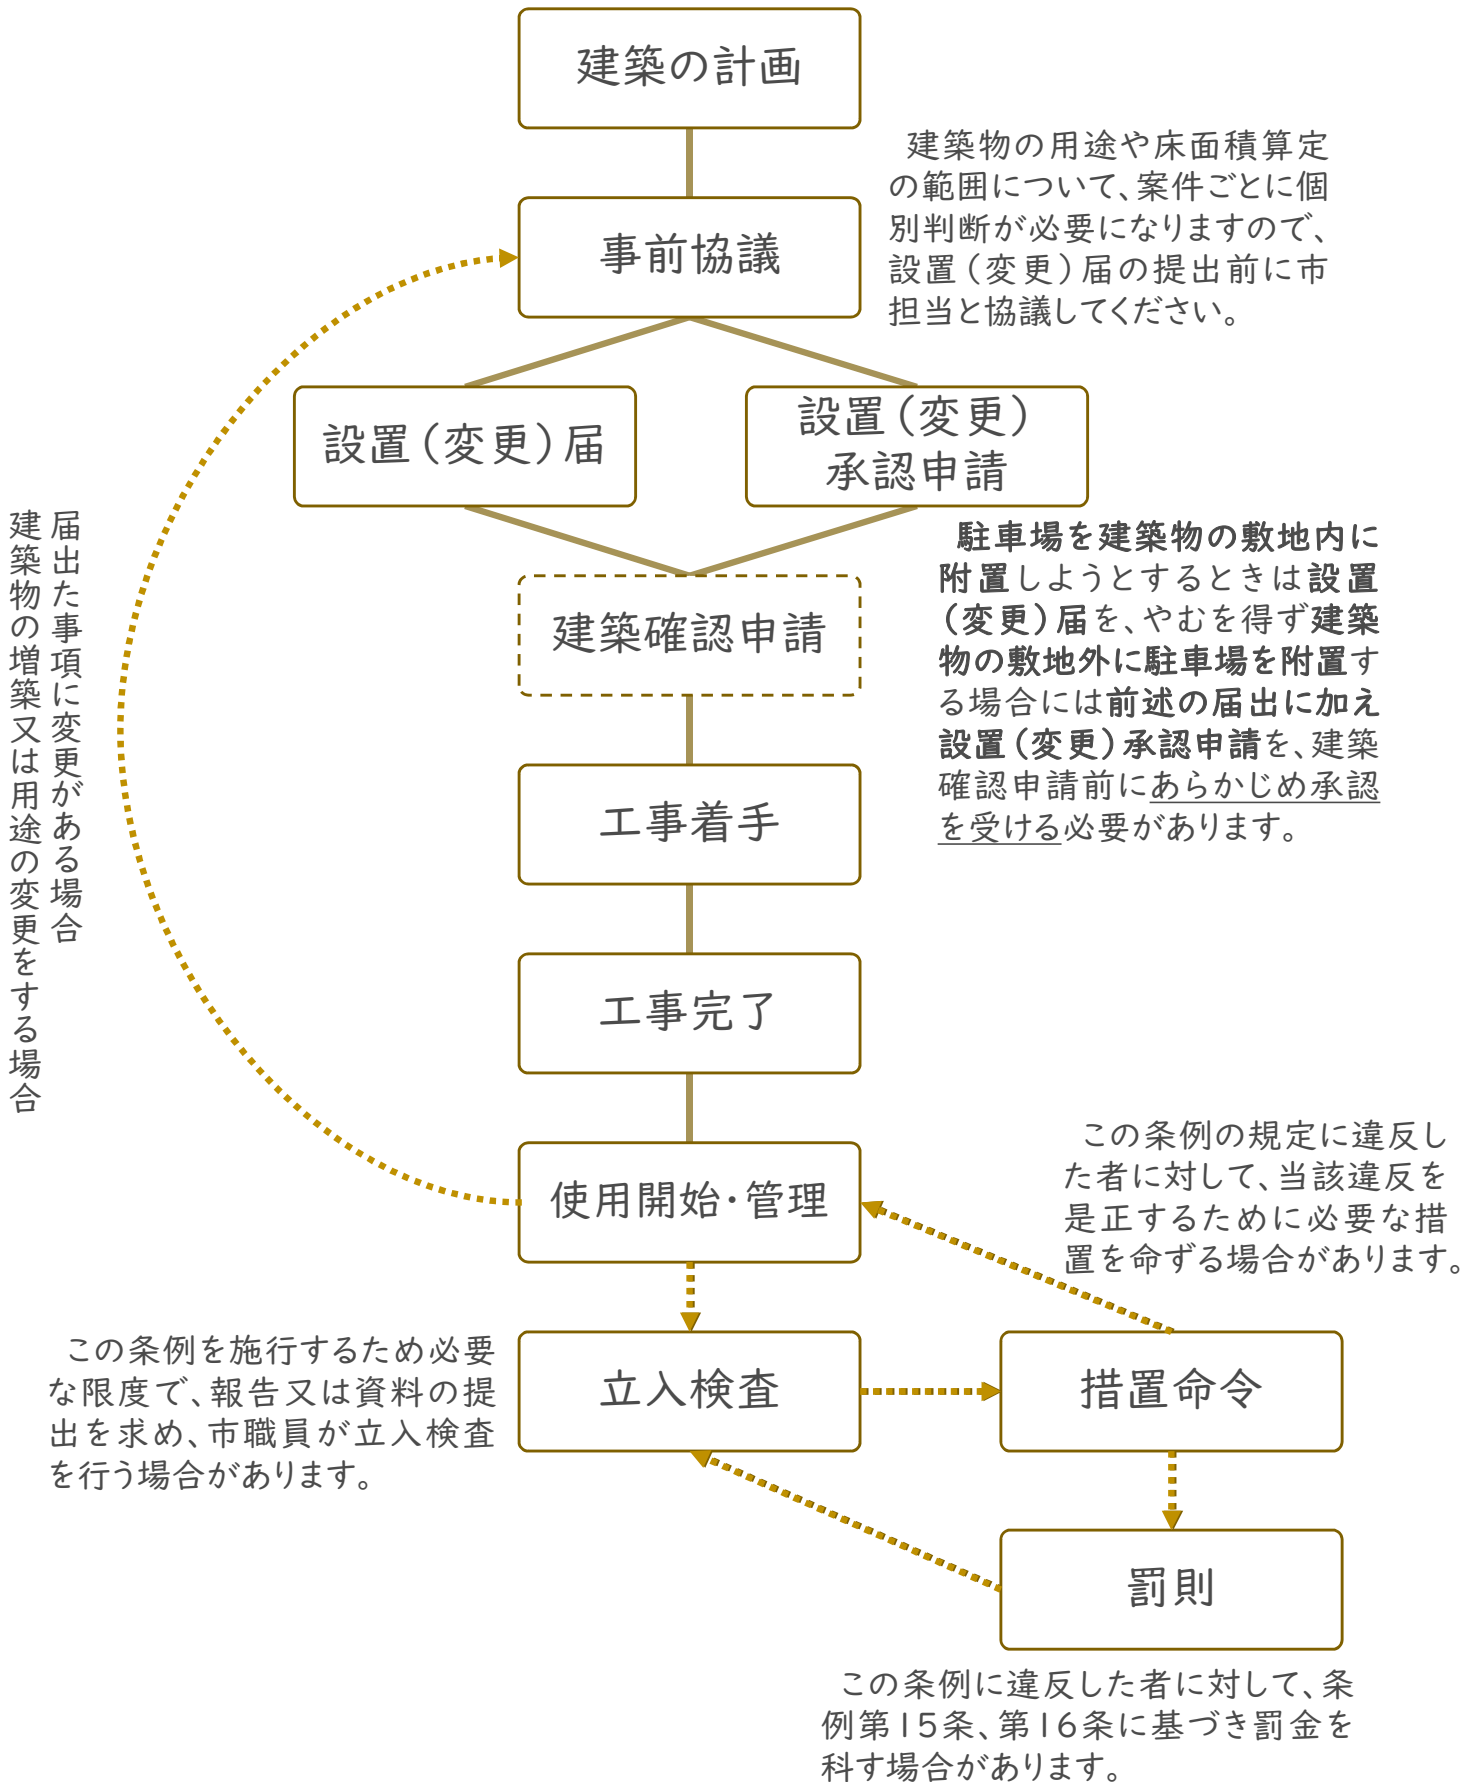 建築の計画
建築物の用途や床面積算定
の範囲について、案件ごとに個
別判断が必要になりますので、
設置(変更)届の提出前に市
担当と協議してください。
事前協議
設置(変更)届
設置(変更)
承認申請
駐車場を建築物の敷地内に
附置しようとするときは設置
(変更)届を、やむを得ず建築
物の敷地外に駐車場を附置す
る場合には前述の届出に加え
設置(変更)承認申請を、建築
確認申請前にあらかじめ承認
を受ける必要があります。
建築確認申請
届出た事項に変更がある場合
建築物の増築又は用途の変更をする場合
工事着手
工事完了
使用開始・管理
この条例の規定に違反し
た者に対して、当該違反を
是正するために必要な措
置を命ずる場合があります。
この条例を施行するため必要
な限度で、報告又は資料の提
出を求め、市職員が立入検査
を行う場合があります。
立入検査
措置命令
罰則
この条例に違反した者に対して、条
例第15条、第16条に基づき罰金を
科す場合があります。